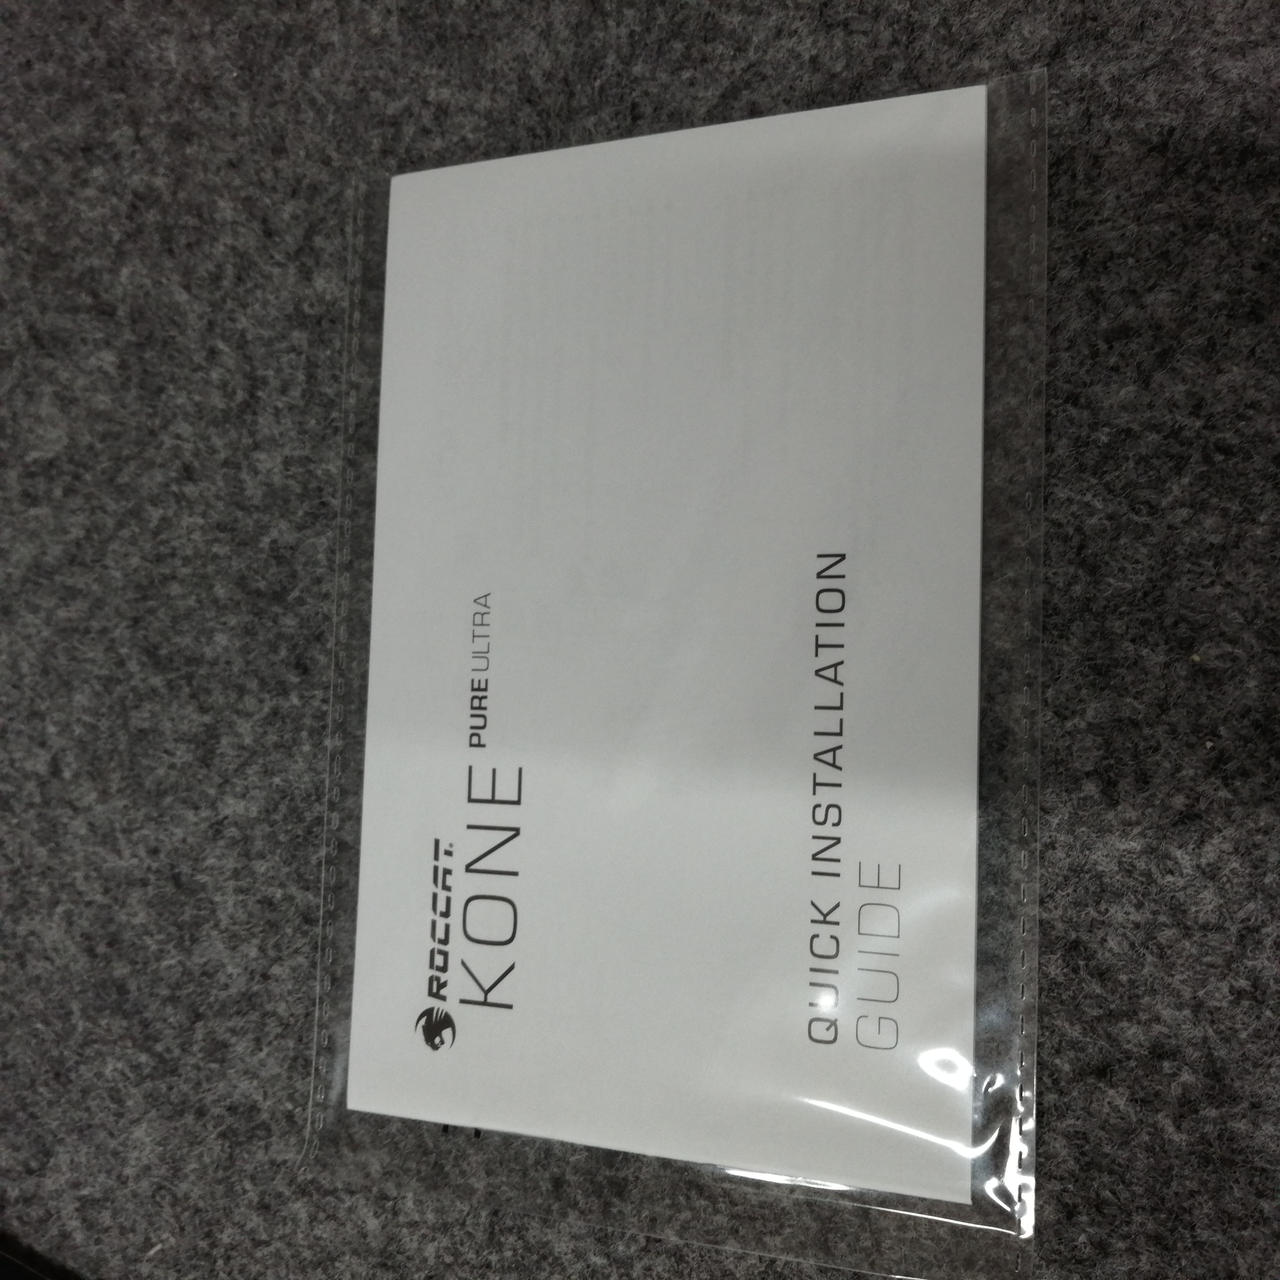 ROCCAT
KONE PURE ULTRA
QUICK INSTALLATION
GUIDE